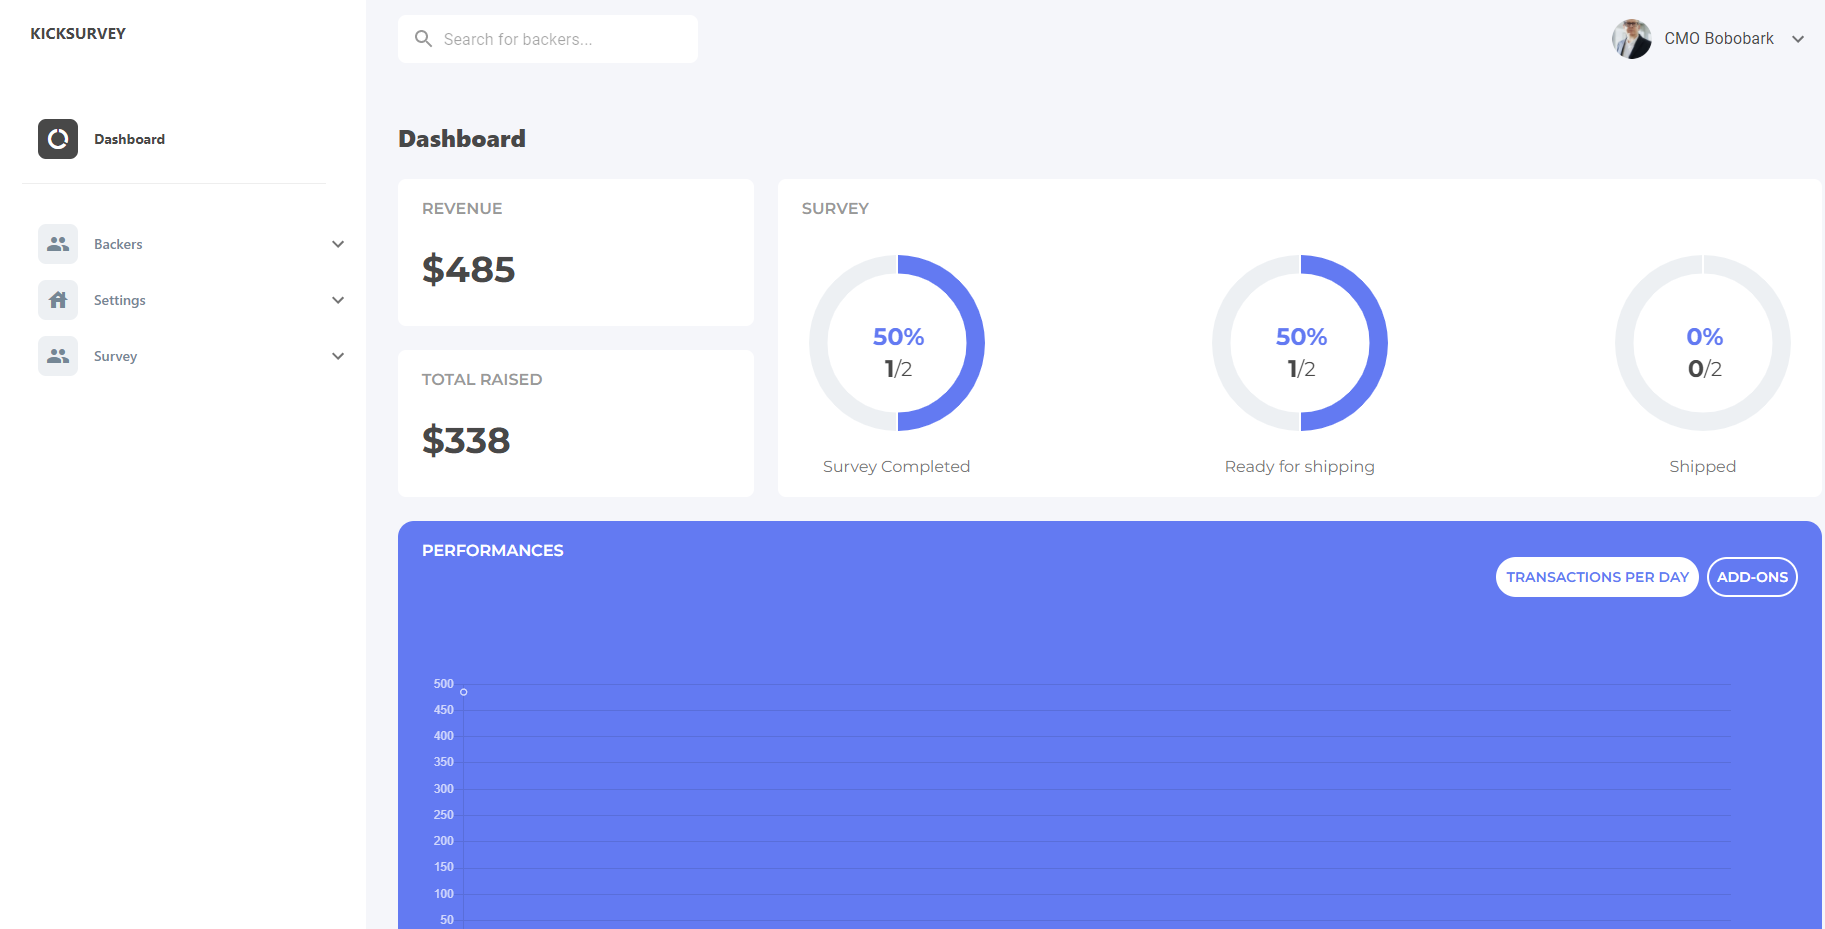 KICKSURVEY
Search for backers...
CMO Bobobark
Dashboard
Backers
Settings
Survey
Dashboard
REVENUE
$485
TOTAL RAISED
$338
SURVEY
50%
1/2
Survey Completed
50%
1/2
Ready for shipping
0%
0/2
Shipped
PERFORMANCES
TRANSACTIONS PER DAY
ADD-ONS
500
450
400
350
300
250
200
150
100
50